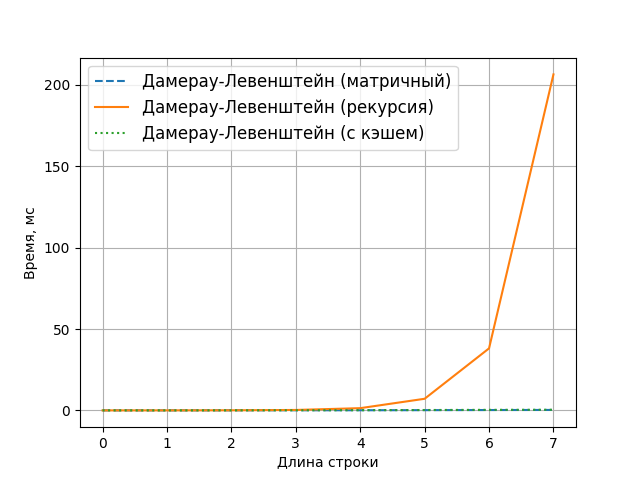 Дамерау-Левенштейн (матричный)
Дамерау-Левенштейн (рекурсия)
Дамерау-Левенштейн (с кэшем)
Время, мс
200
150
100
50
0
0 1 2 3 4 5 6 7
Длина строки